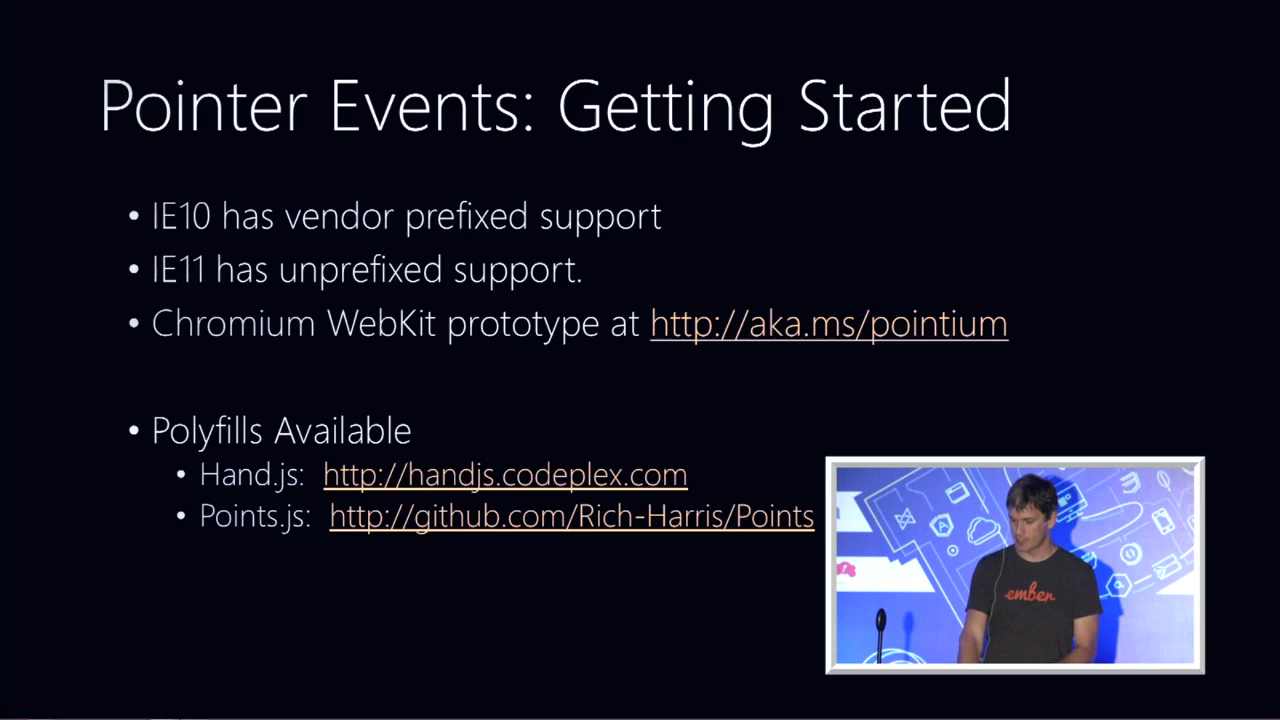 Pointer Events: Getting Started
• IE10 has vendor prefixed support
• IE11 has unprefixed support.
• Chromium WebKit prototype at http://aka.ms/pointium
• Polyfills Available
• Hand.js: http://handjs.codeplex.com
• Points.js: http://github.com/Rich-Harris/Points
ember